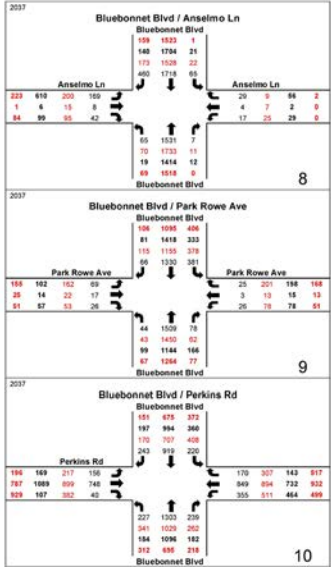 2037
Bluebonnet Blvd / Anselmo Ln
Bluebonnet Blvd
159 1523 1
140 1704 21
173 1528 22
460 1718 65
Anselmo Ln
Anselmo Ln
223 610 200 169
29 9 56 2
1 6 15 8
4 7 2 0
84 99 95 42
17 25 29 0
65 1531 7
70 1733 11
19 1414 12
69 1518 0
Bluebonnet Blvd
8
2037
Bluebonnet Blvd / Park Rowe Ave
Bluebonnet Blvd
106 1095 406
81 1418 333
115 1155 378
66 1330 381
Park Rowe Ave
Park Rowe Ave
155 102 162 69
25 201 198 168
25 14 22 17
3 13 15 13
51 57 53 26
26 78 78 51
44 1509 78
43 1450 62
99 1144 166
67 1264 77
Bluebonnet Blvd
9
2037
Bluebonnet Blvd / Perkins Rd
Bluebonnet Blvd
151 675 372
197 994 360
170 707 408
243 919 220
Perkins Rd
196 169 217 156
170 307 143 517
787 1089 899 748
849 894 732 932
929 107 382 40
355 511 464 499
227 1303 239
341 1029 262
184 1096 182
312 695 218
Bluebonnet Blvd
10